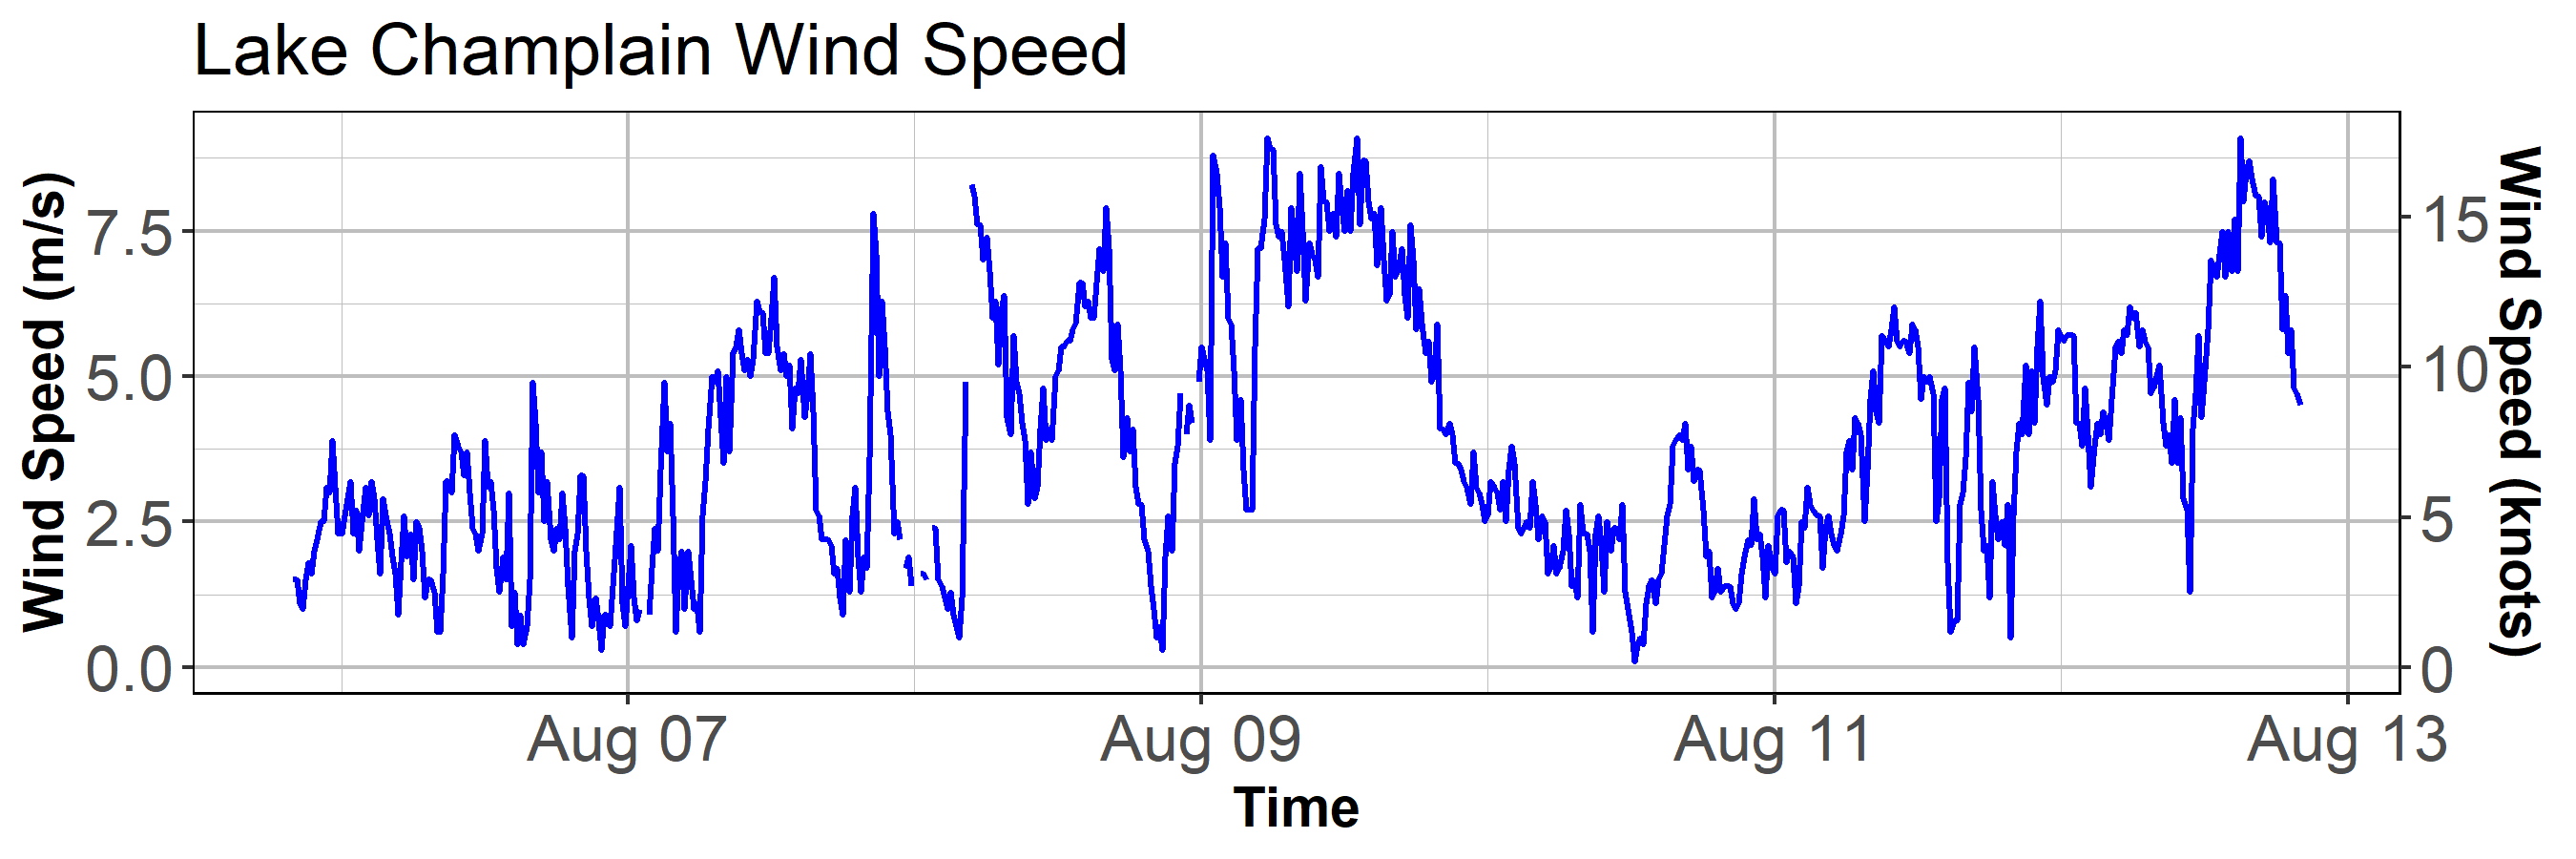 Lake Champlain Wind Speed
Wind Speed (m/s)
7.5
5.0
2.5
0.0
15
10
5
0
Wind Speed (knots)
Aug 07
Aug 09
Aug 11
Aug 13
Time